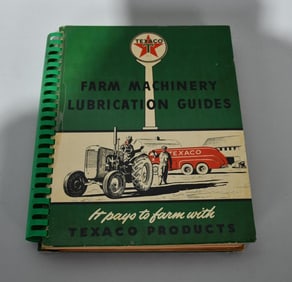 TEXACO
FARM MACHINERY
LUBRICATION GUIDES
TEXACO
It pays to farm with
TEXACO PRODUCTS